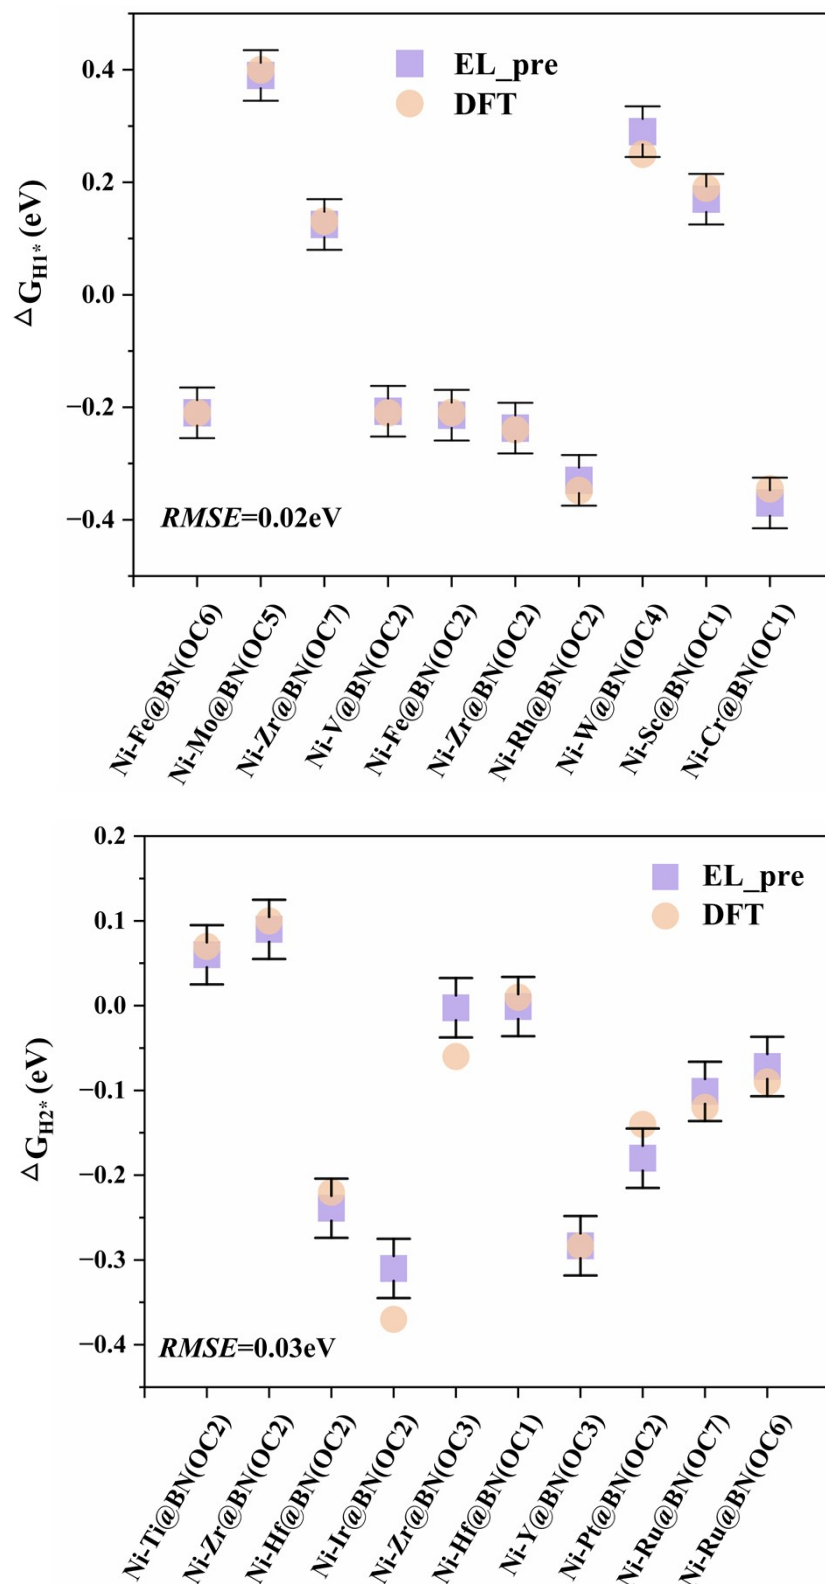 0.4
0.2
0.0
−0.2
−0.4
△G_H1* (eV)
EL_pre
DFT
RMSE=0.02eV
Ni-Fe@BN(OC6)
Ni-Mo@BN(OC5)
Ni-Zr@BN(OC7)
Ni-V@BN(OC2)
Ni-Fe@BN(OC2)
Ni-Zr@BN(OC2)
Ni-Rh@BN(OC2)
Ni-W@BN(OC4)
Ni-Sc@BN(OC1)
Ni-Cr@BN(OC1)
0.2
0.1
0.0
−0.1
−0.2
−0.3
−0.4
△G_H2* (eV)
EL_pre
DFT
RMSE=0.03eV
Ni-Ti@BN(OC2)
Ni-Zr@BN(OC2)
Ni-Hf@BN(OC2)
Ni-Ir@BN(OC2)
Ni-Zr@BN(OC3)
Ni-Hf@BN(OC1)
Ni-Y@BN(OC3)
Ni-Pt@BN(OC2)
Ni-Ru@BN(OC7)
Ni-Ru@BN(OC6)